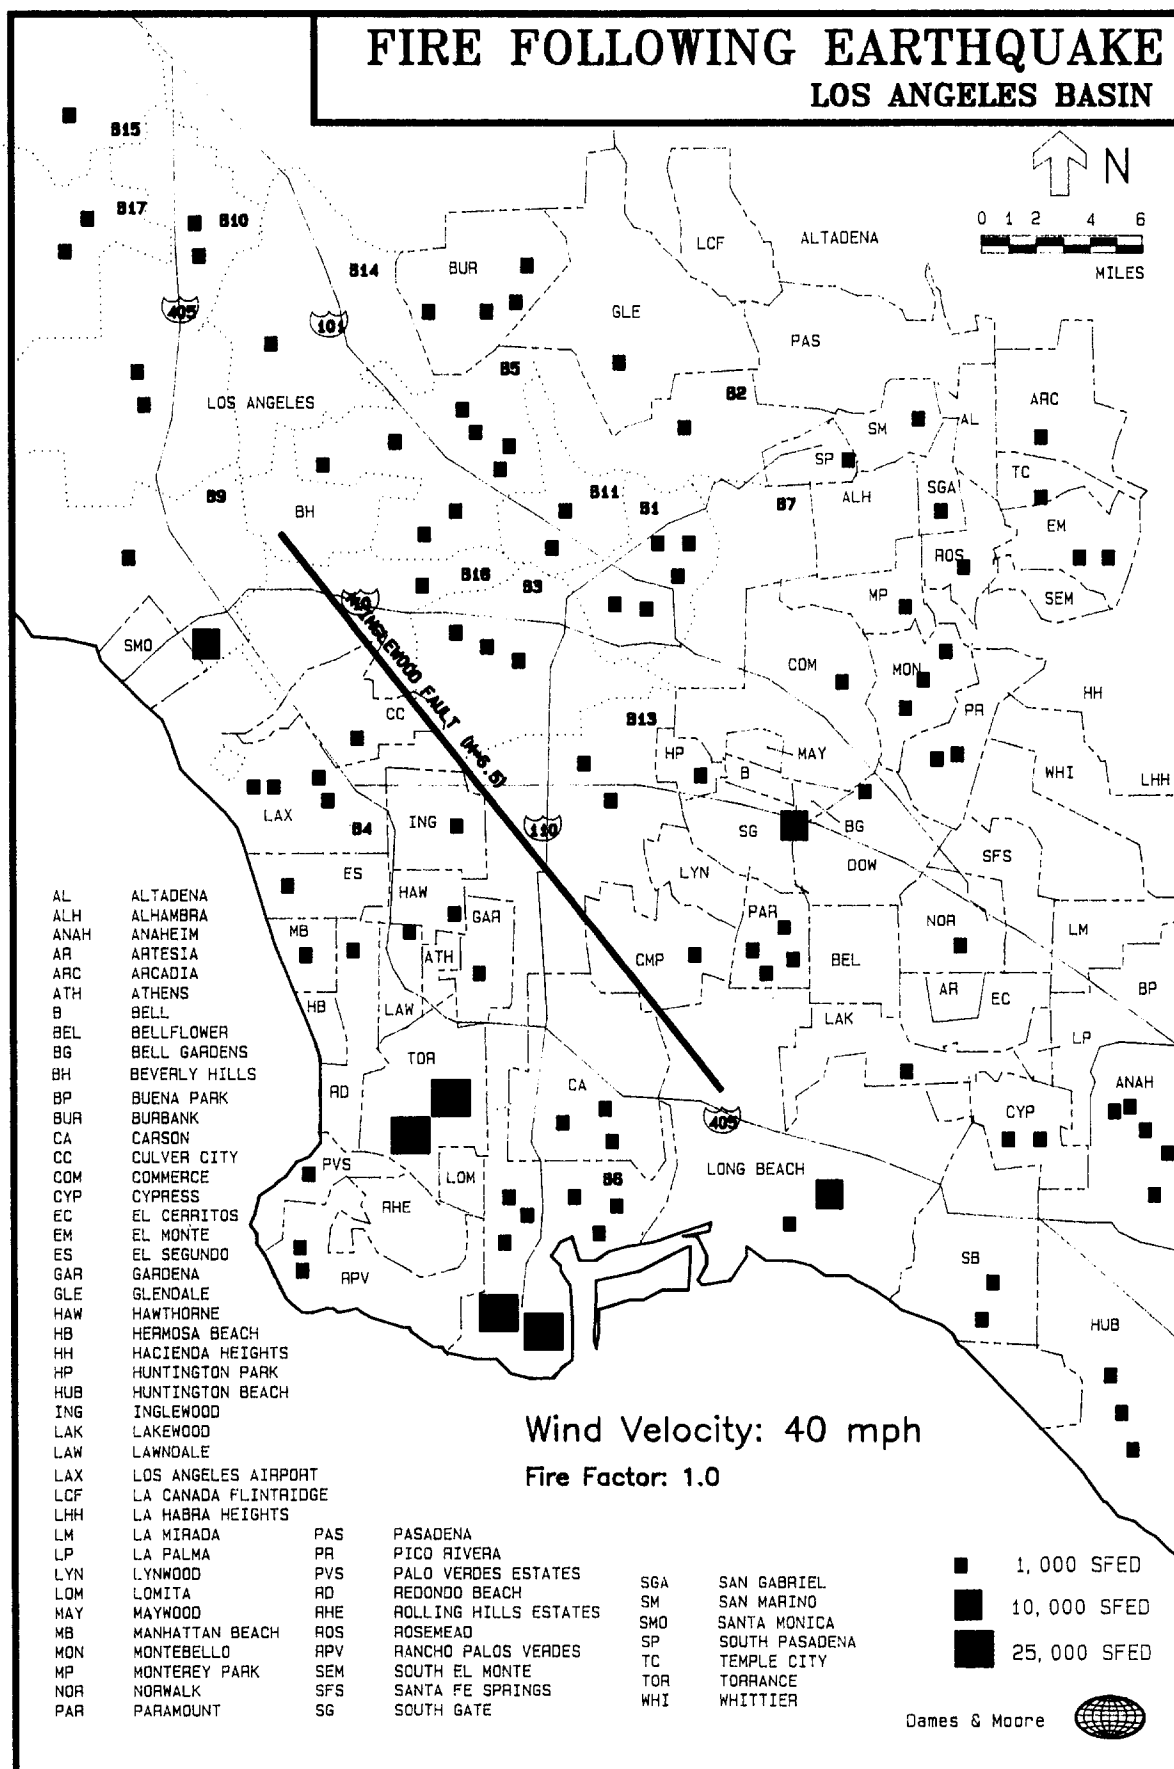 FIRE FOLLOWING EARTHQUAKE
LOS ANGELES BASIN
N
0 1 2 4 6
MILES
B15
B17
B10
B14
BUR
LCF
ALTADENA
405
101
GLE
PAS
B5
B2
LOS ANGELES
ARC
SM
AL
SP
TC
B9
BH
B11
B1
B7
ALH
SGA
EM
ROS
B16
B3
MP
SEM
10
INGLEWOOD FAULT (M=6.5)
SMO
COM
MON
HH
CC
B13
PR
HP
MAY
B
WHI
LHH
LAX
B4
ING
110
SG
BG
DOW
SFS
ES
HAW
LYN
MB
GAR
PAR
NOR
LM
ATH
CMP
BEL
AR
EC
BP
HB
LAW
LAK
LP
TOR
RD
CA
405
CYP
ANAH
PVS
LOM
B6
LONG BEACH
RHE
RPV
SB
HUB
Wind Velocity: 40 mph
Fire Factor: 1.0
AL ALTADENA
ALH ALHAMBRA
ANAH ANAHEIM
AR ARTESIA
ARC ARCADIA
ATH ATHENS
B BELL
BEL BELLFLOWER
BG BELL GARDENS
BH BEVERLY HILLS
BP BUENA PARK
BUR BURBANK
CA CARSON
CC CULVER CITY
COM COMMERCE
CYP CYPRESS
EC EL CERRITOS
EM EL MONTE
ES EL SEGUNDO
GAR GARDENA
GLE GLENDALE
HAW HAWTHORNE
HB HERMOSA BEACH
HH HACIENDA HEIGHTS
HP HUNTINGTON PARK
HUB HUNTINGTON BEACH
ING INGLEWOOD
LAK LAKEWOOD
LAW LAWNDALE
LAX LOS ANGELES AIRPORT
LCF LA CANADA FLINTRIDGE
LHH LA HABRA HEIGHTS
LM LA MIRADA
LP LA PALMA
LYN LYNWOOD
LOM LOMITA
MAY MAYWOOD
MB MANHATTAN BEACH
MON MONTEBELLO
MP MONTEREY PARK
NOR NORWALK
PAR PARAMOUNT
PAS PASADENA
PR PICO RIVERA
PVS PALO VERDES ESTATES
RD REDONDO BEACH
RHE ROLLING HILLS ESTATES
ROS ROSEMEAD
RPV RANCHO PALOS VERDES
SEM SOUTH EL MONTE
SFS SANTA FE SPRINGS
SG SOUTH GATE
SGA SAN GABRIEL
SM SAN MARINO
SMO SANTA MONICA
SP SOUTH PASADENA
TC TEMPLE CITY
TOR TORRANCE
WHI WHITTIER
1,000 SFED
10,000 SFED
25,000 SFED
Dames & Moore